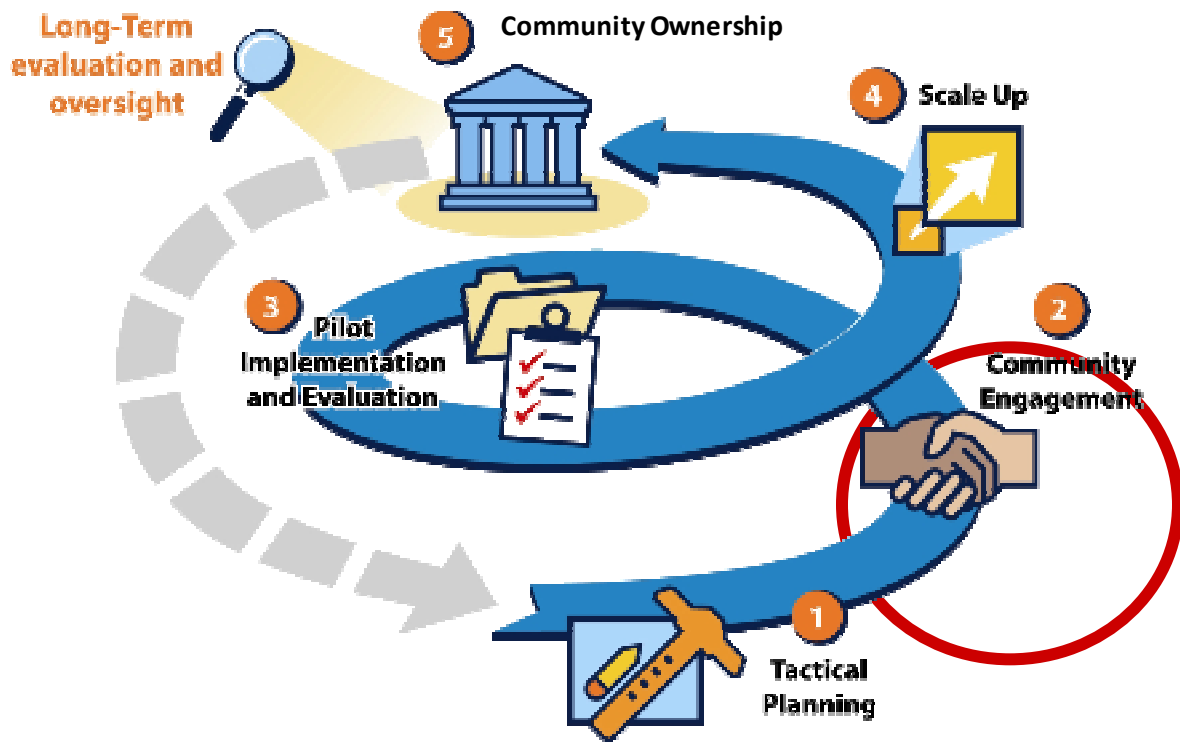 Long-Term
evaluation and
oversight
5
Community Ownership
4
Scale Up
3
Pilot
Implementation
and Evaluation
2
Community
Engagement
1
Tactical
Planning